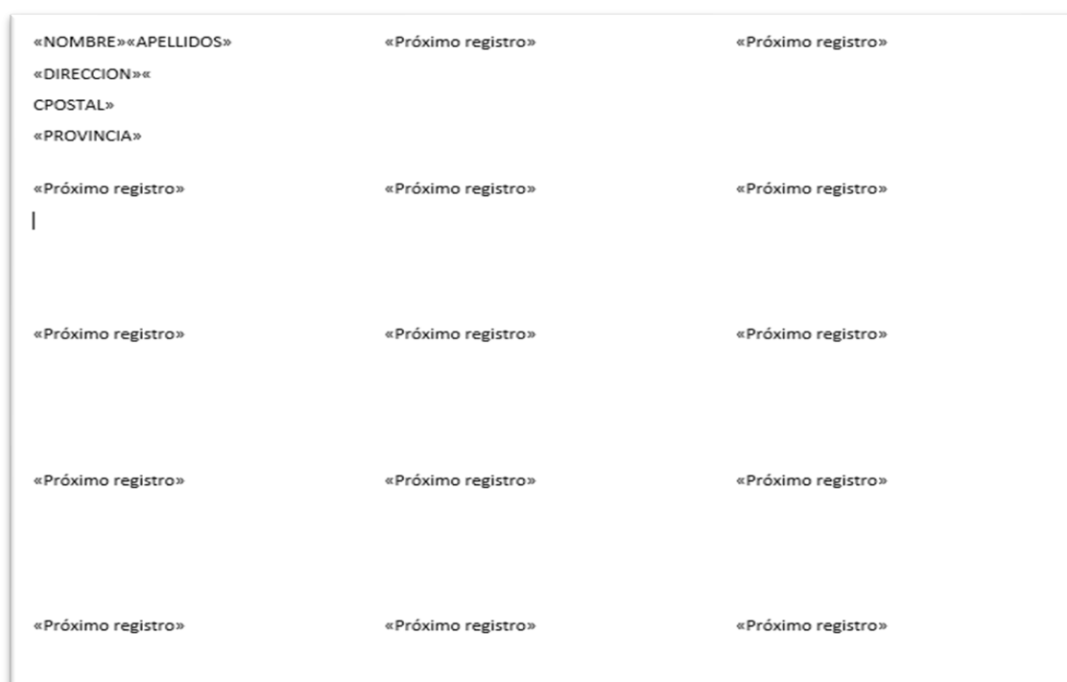 «NOMBRE»«APELLIDOS» «Próximo registro» «Próximo registro»
«DIRECCION»«
CPOSTAL»
«PROVINCIA»
«Próximo registro» «Próximo registro» «Próximo registro»
«Próximo registro» «Próximo registro» «Próximo registro»
«Próximo registro» «Próximo registro» «Próximo registro»
«Próximo registro» «Próximo registro» «Próximo registro»